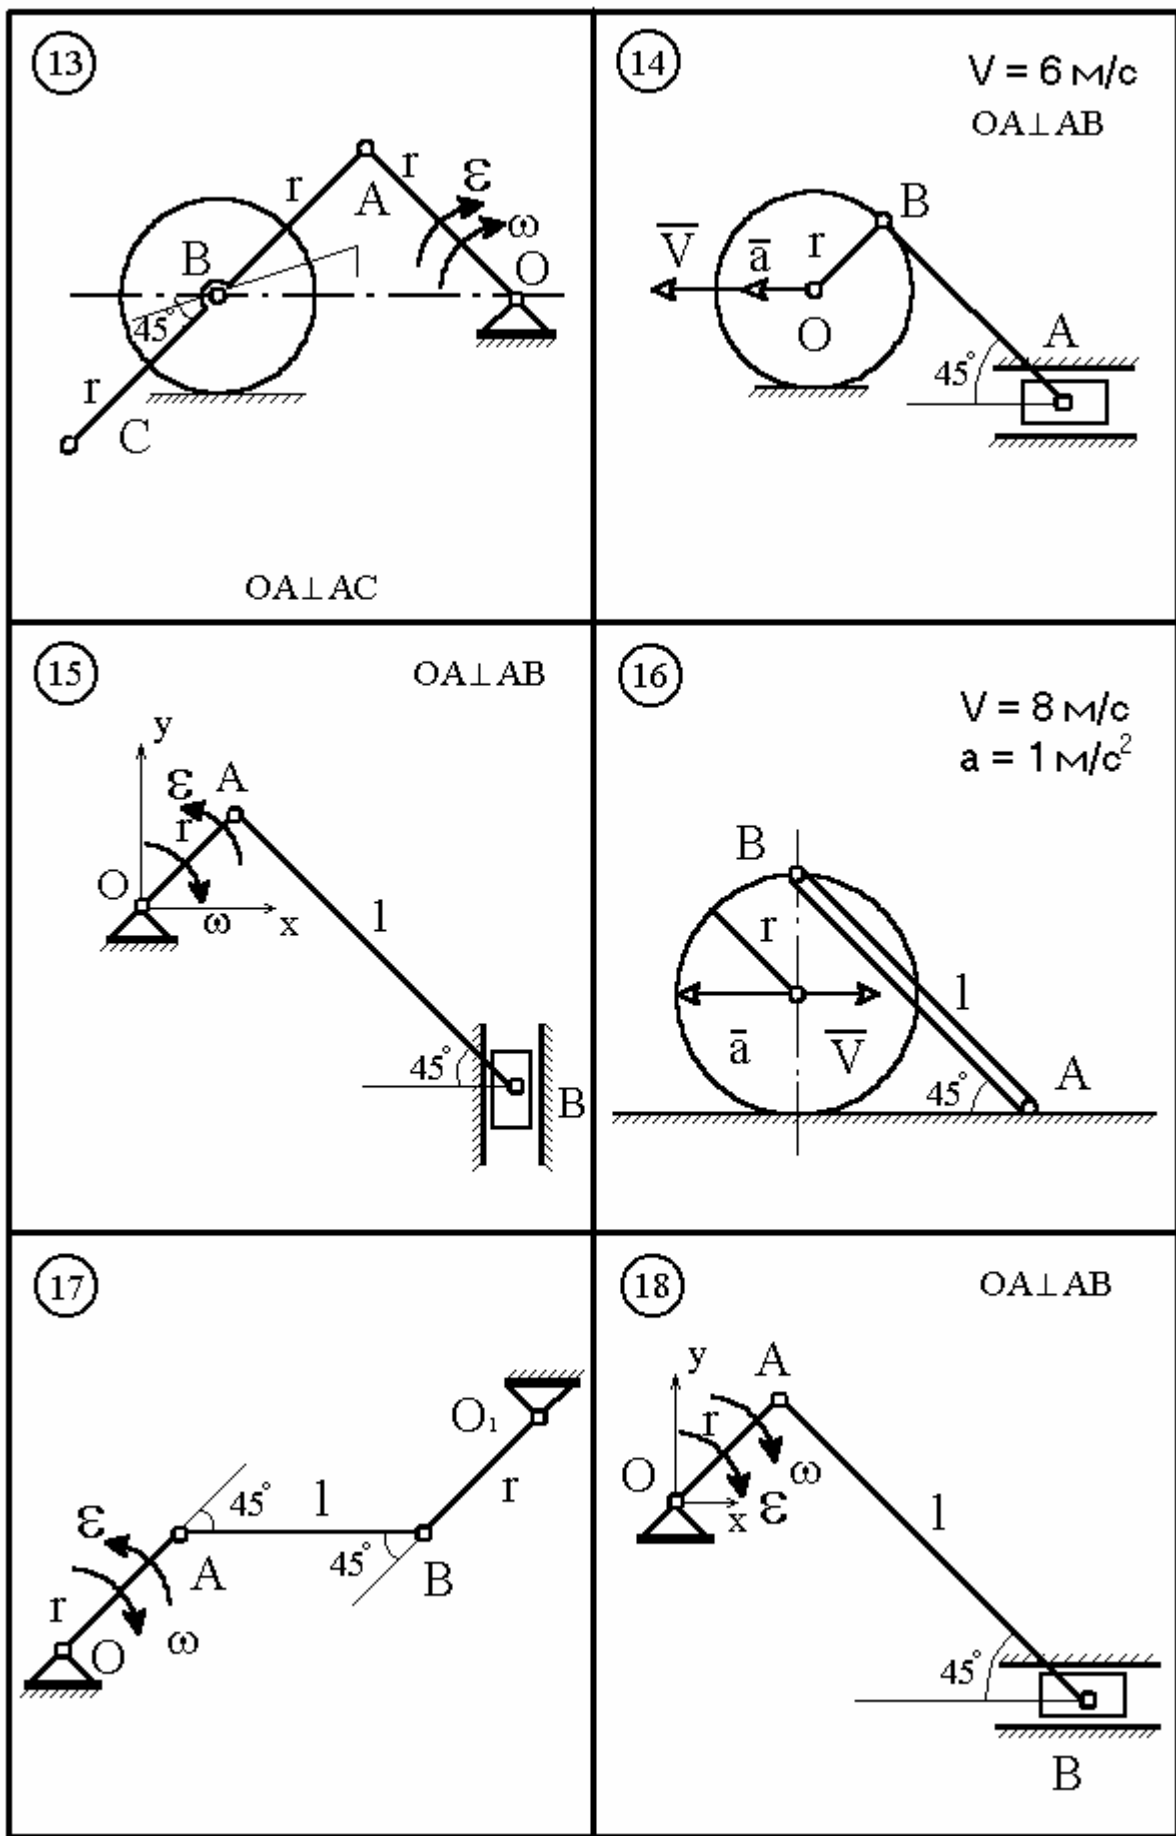 13
r
r
ε
A
ω
B
O
45°
r
C
OA⊥AC
14
V = 6 м/с
OA⊥AB
B
V
a
r
A
O
45°
15
OA⊥AB
y
ε
A
r
O
ω
x
l
45°
B
16
V = 8 м/с
a = 1 м/с²
B
r
l
a
V
45°
A
17
O₁
45°
l
r
ε
A
45°
B
r
O
ω
18
OA⊥AB
y
A
r
ω
O
x
ε
l
45°
B